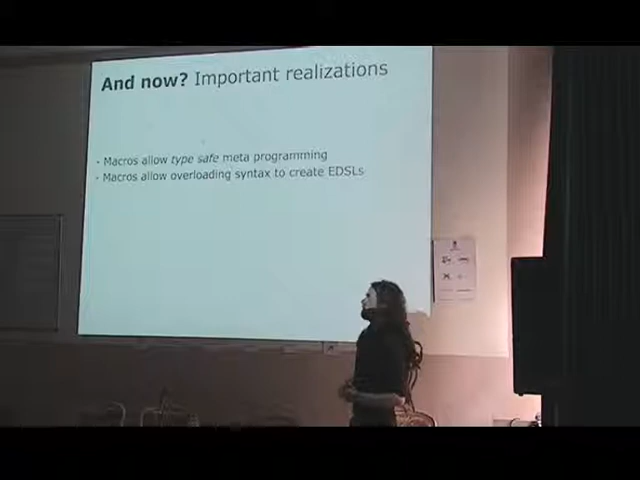 And now? Important realizations
- Macros allow type safe meta programming
- Macros allow overloading syntax to create EDSLs